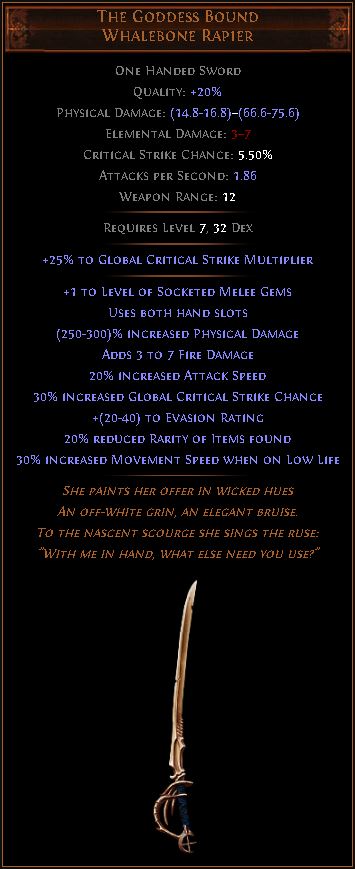 The Goddess Bound
Whalebone Rapier
One Handed Sword
Quality: +20%
Physical Damage: (14.8-16.8)–(66.6-75.6)
Elemental Damage: 3–7
Critical Strike Chance: 5.50%
Attacks per Second: 1.86
Weapon Range: 12
Requires Level 7, 32 Dex
+25% to Global Critical Strike Multiplier
+1 to Level of Socketed Melee Gems
Uses both hand slots
(250-300)% increased Physical Damage
Adds 3 to 7 Fire Damage
20% increased Attack Speed
30% increased Global Critical Strike Chance
+(20-40) to Evasion Rating
20% reduced Rarity of Items found
30% increased Movement Speed when on Low Life
She paints her offer in wicked hues
An off-white grin, an elegant bruise.
To the nascent scourge she sings the ruse:
"With me in hand, what else need you use?"